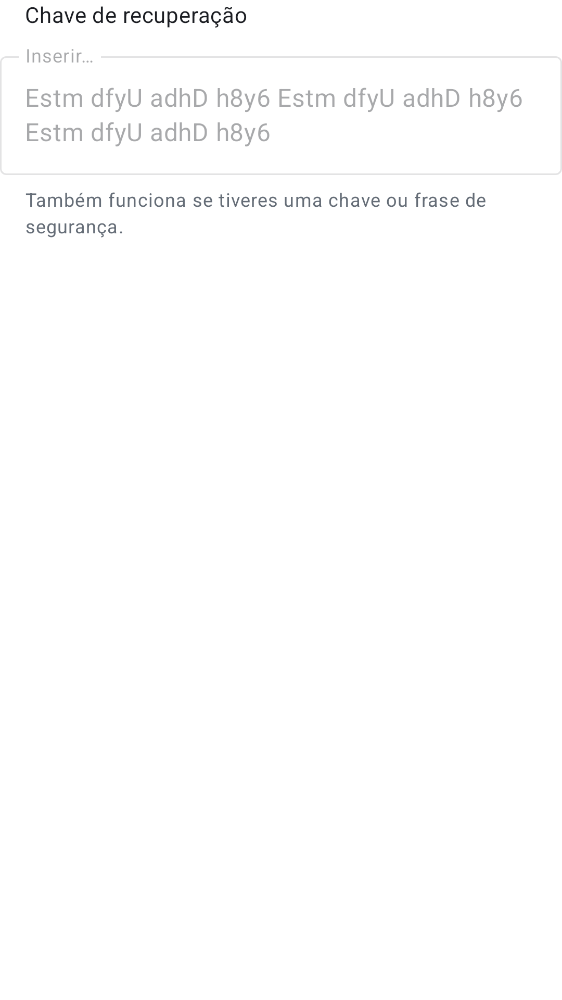 Chave de recuperação
Inserir…
Estm dfyU adhD h8y6 Estm dfyU adhD h8y6
Estm dfyU adhD h8y6
Também funciona se tiveres uma chave ou frase de
segurança.